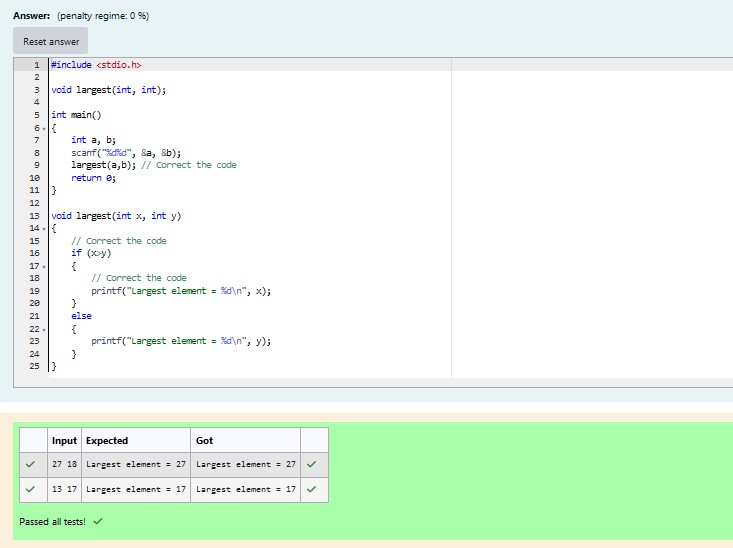 Answer: (penalty regime: 0 %)
Reset answer
1 #include <stdio.h>
2
3 void largest(int, int);
4
5 int main()
6 {
7 int a, b;
8 scanf("%d%d", &a, &b);
9 largest(a,b); // Correct the code
10 return 0;
11 }
12
13 void largest(int x, int y)
14 {
15 // Correct the code
16 if (x>y)
17 {
18 // Correct the code
19 printf("Largest element = %d\n", x);
20 }
21 else
22 {
23 printf("Largest element = %d\n", y);
24 }
25 }
Input Expected Got
27 18 Largest element = 27 Largest element = 27
13 17 Largest element = 17 Largest element = 17
Passed all tests!